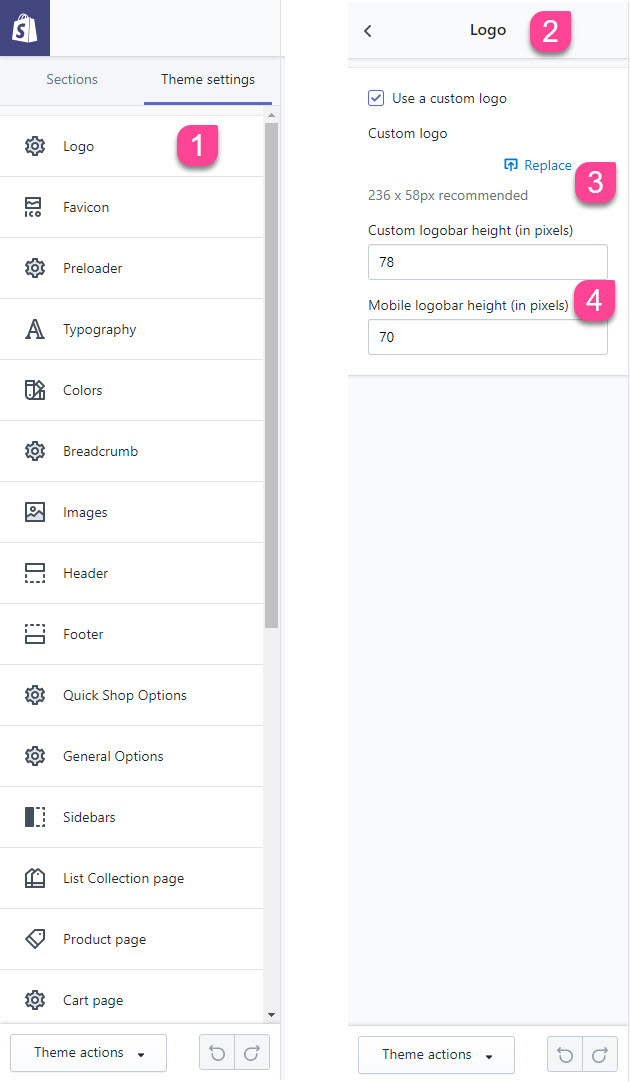 Sections
Theme settings
Logo
1
Favicon
ICO
Preloader
Typography
Colors
Breadcrumb
Images
Header
Footer
Quick Shop Options
General Options
Sidebars
List Collection page
Product page
Cart page
Theme actions
Logo
2
Use a custom logo
Custom logo
Replace
3
236 x 58px recommended
Custom logobar height (in pixels)
78
Mobile logobar height (in pixels)
4
70
Theme actions